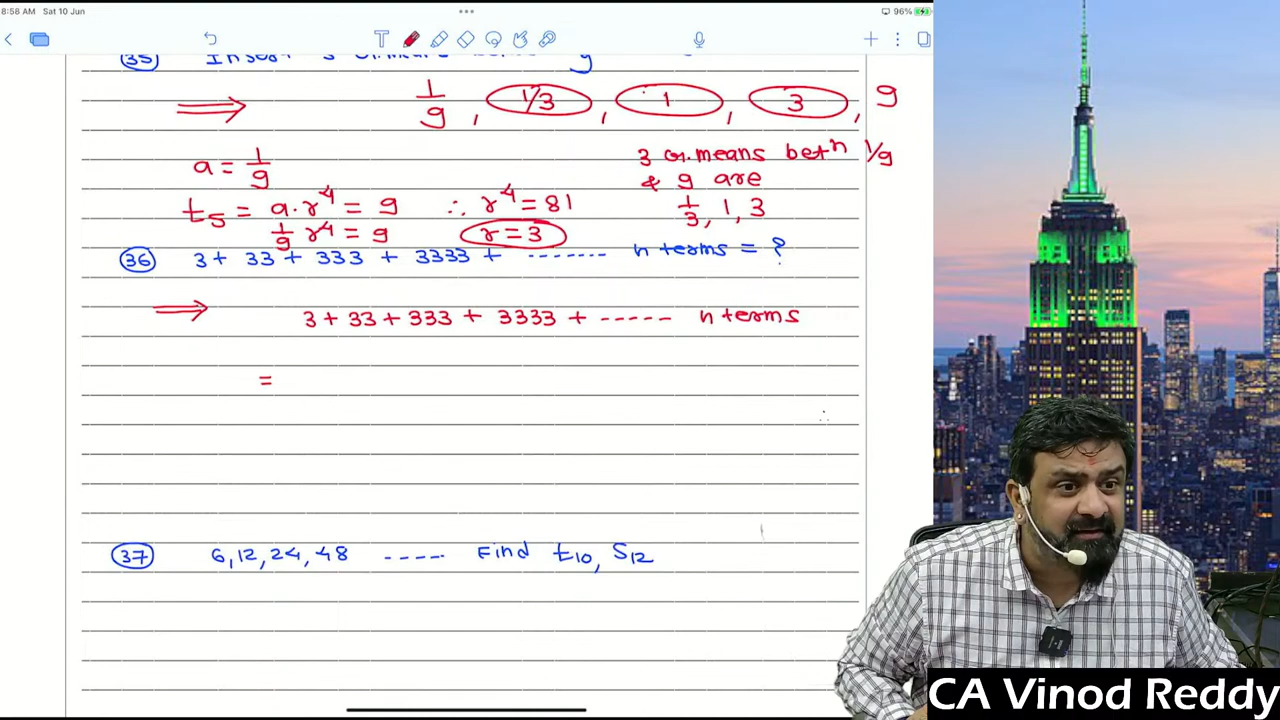 8:58 AM Sat 10 Jun
96%
35 Insert 3
1/9, 1/3, 1, 3, 9
a = 1/9
3 G.means betⁿ 1/9
& 9 are
1/3, 1, 3
t₅ = a.r⁴ = 9 ∴ r⁴ = 81
1/9 r⁴ = 9 r = 3
36 3 + 33 + 333 + 3333 + ....... n terms = ?
⇒ 3 + 33 + 333 + 3333 + ----- n terms
=
37 6, 12, 24, 48 ---- Find t₁₀, S₁₂
CA Vinod Reddy